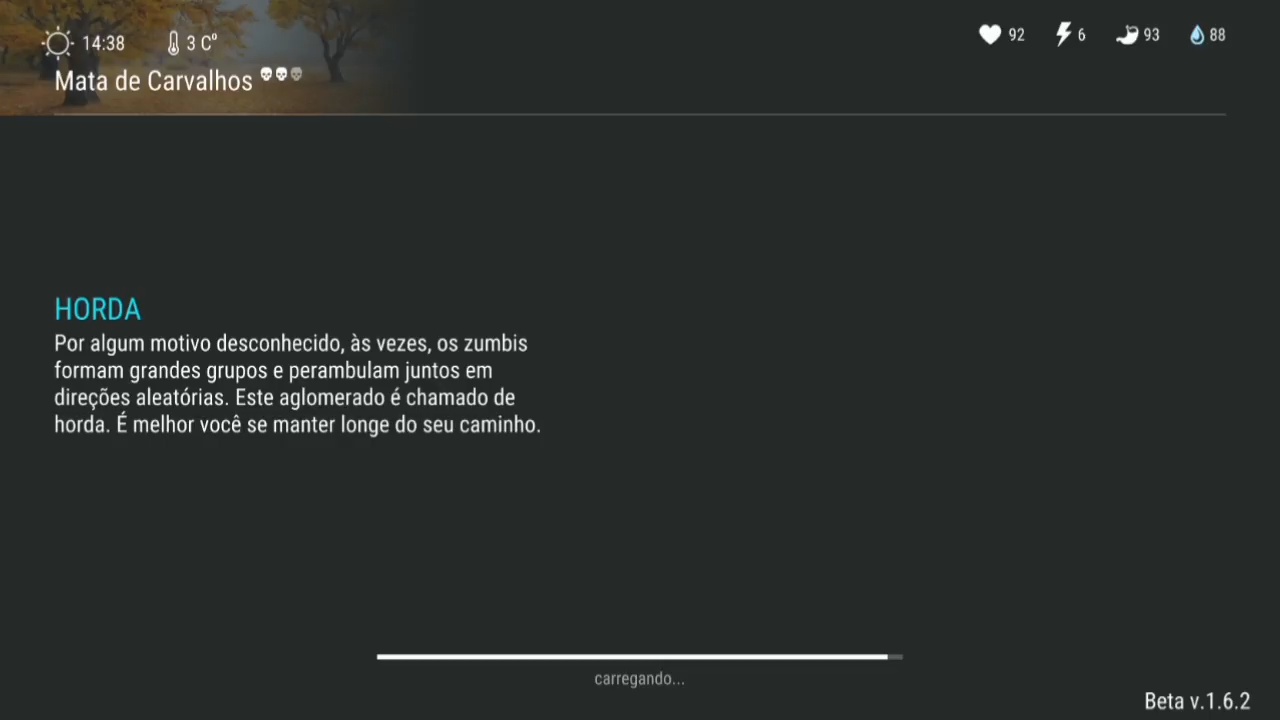 14:38 3 Cº 92 6 93 88
Mata de Carvalhos
HORDA
Por algum motivo desconhecido, às vezes, os zumbis
formam grandes grupos e perambulam juntos em
direções aleatórias. Este aglomerado é chamado de
horda. É melhor você se manter longe do seu caminho.
carregando...
Beta v.1.6.2